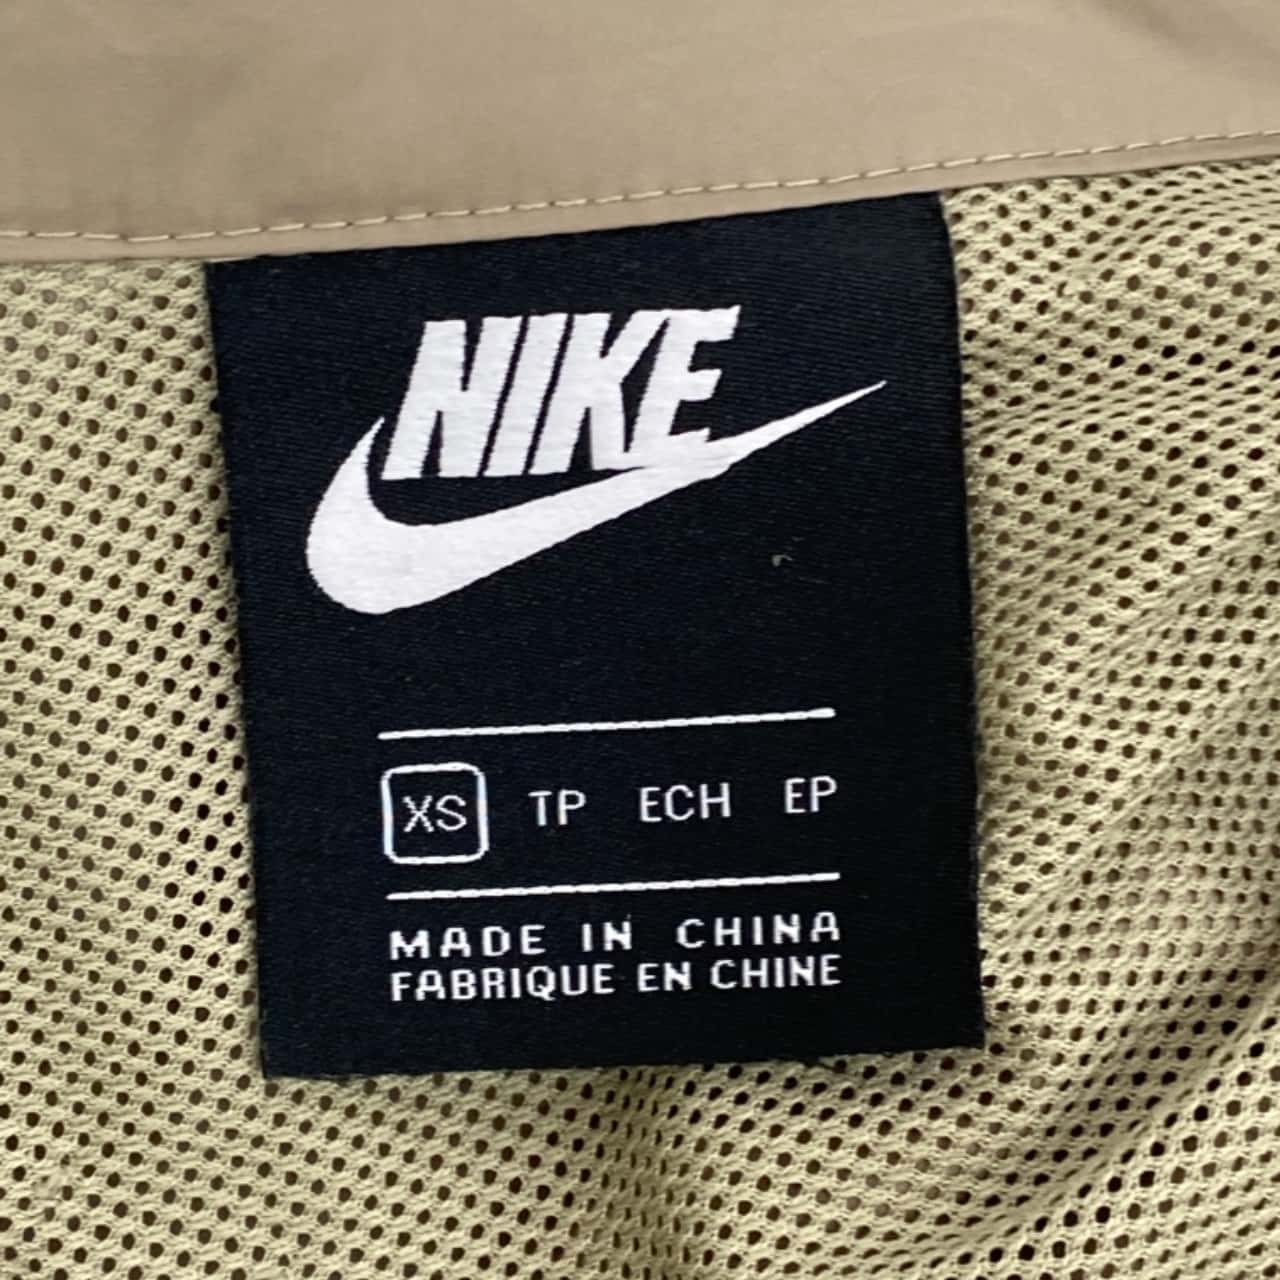 NIKE
XS TP ECH EP
MADE IN CHINA
FABRIQUE EN CHINE